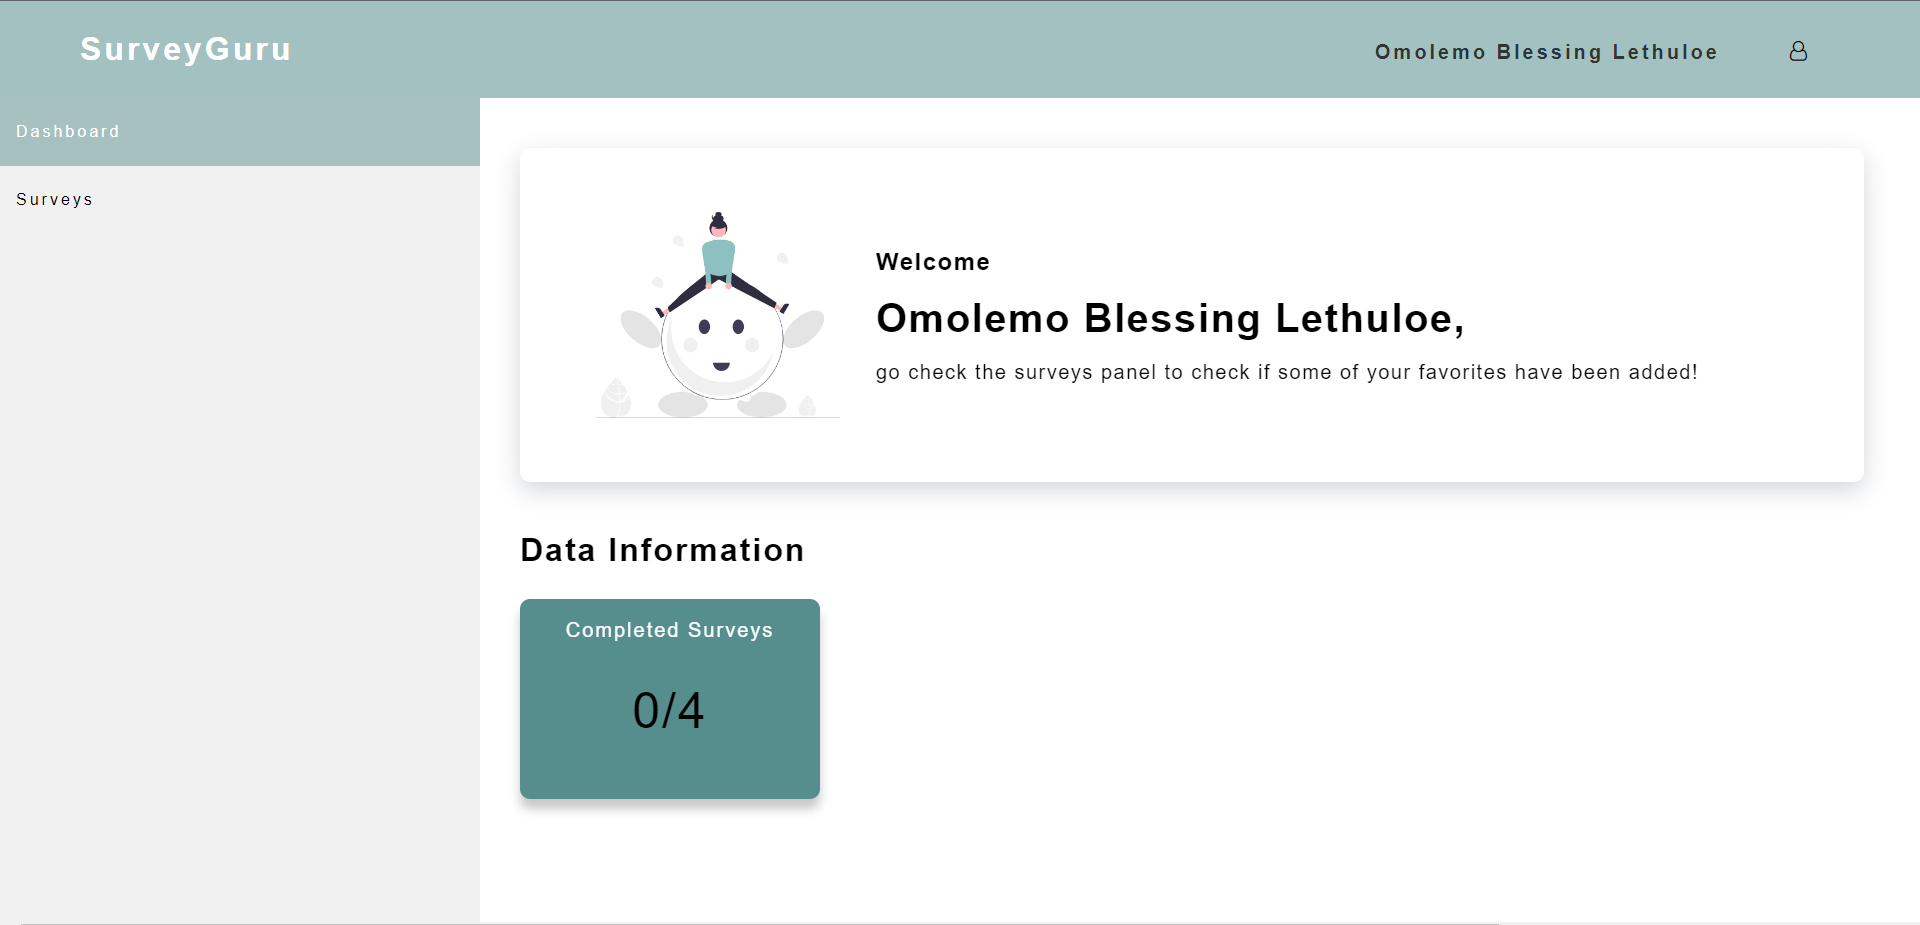 SurveyGuru
Omolemo Blessing Lethuloe
Dashboard
Surveys
Welcome
Omolemo Blessing Lethuloe,
go check the surveys panel to check if some of your favorites have been added!
Data Information
Completed Surveys
0/4